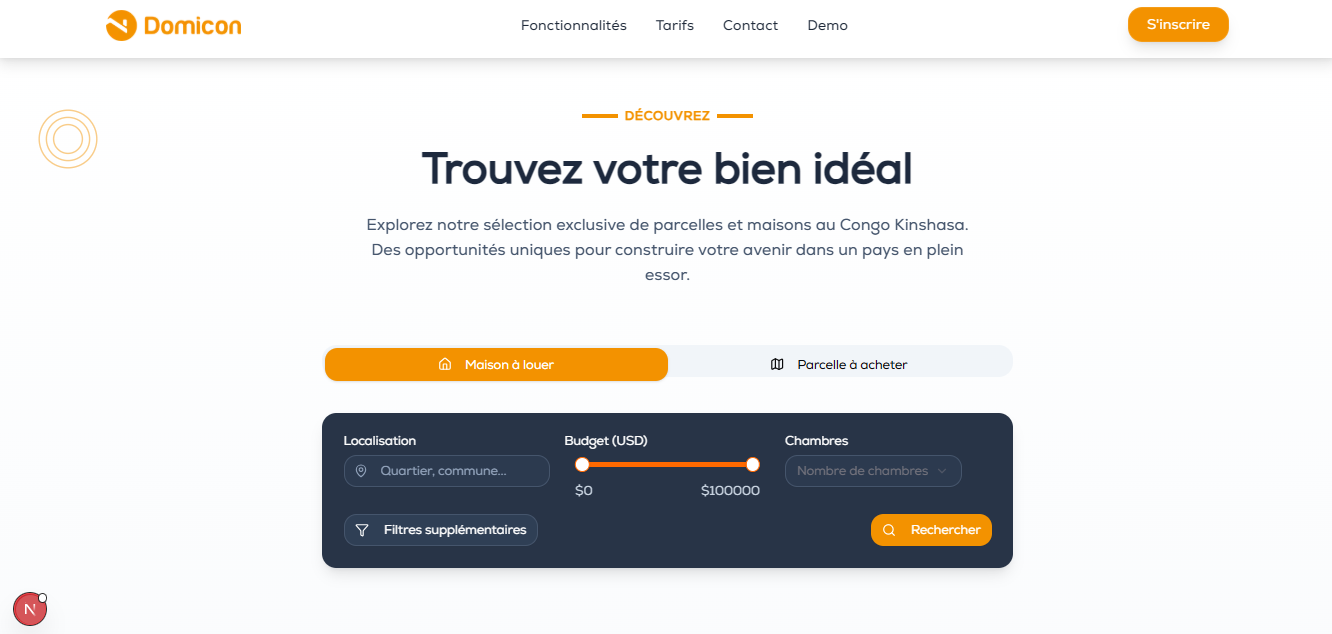 Domicon
Fonctionnalités Tarifs Contact Demo
S'inscrire
DÉCOUVREZ
Trouvez votre bien idéal
Explorez notre sélection exclusive de parcelles et maisons au Congo Kinshasa.
Des opportunités uniques pour construire votre avenir dans un pays en plein
essor.
Maison à louer
Parcelle à acheter
Localisation
Quartier, commune...
Budget (USD)
$0 $100000
Chambres
Nombre de chambres
Filtres supplémentaires
Rechercher
N